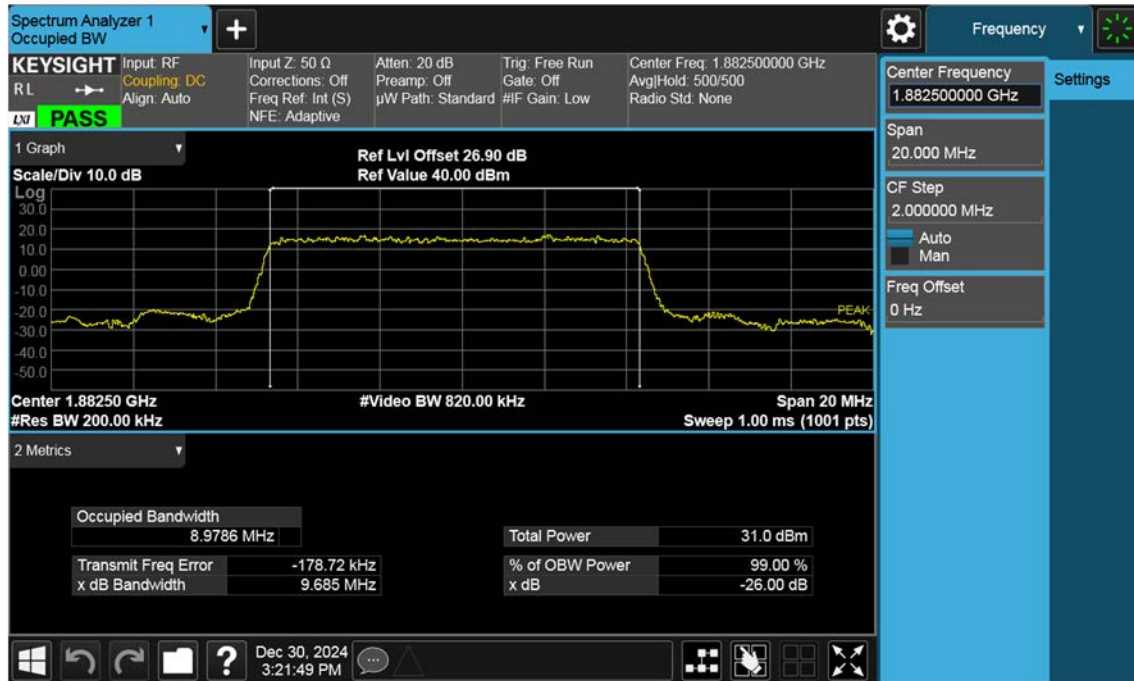 Spectrum Analyzer 1
Occupied BW
+
Frequency
KEYSIGHT
R L
LXI PASS
Input: RF
Coupling: DC
Align: Auto
Input Z: 50 Ω
Corrections: Off
Freq Ref: Int (S)
NFE: Adaptive
Atten: 20 dB
Preamp: Off
µW Path: Standard
Trig: Free Run
Gate: Off
#IF Gain: Low
Center Freq: 1.882500000 GHz
Avg|Hold: 500/500
Radio Std: None
Center Frequency
1.882500000 GHz
Settings
Span
20.000 MHz
CF Step
2.000000 MHz
Auto
Man
Freq Offset
0 Hz
1 Graph
Ref Lvl Offset 26.90 dB
Scale/Div 10.0 dB
Ref Value 40.00 dBm
Log
30.0
20.0
10.0
0.00
-10.0
-20.0
-30.0
-40.0
-50.0
PEAK
Center 1.88250 GHz
#Video BW 820.00 kHz
Span 20 MHz
#Res BW 200.00 kHz
Sweep 1.00 ms (1001 pts)
2 Metrics
Occupied Bandwidth
8.9786 MHz
Total Power 31.0 dBm
Transmit Freq Error -178.72 kHz
% of OBW Power 99.00 %
x dB Bandwidth 9.685 MHz
x dB -26.00 dB
?
Dec 30, 2024
3:21:49 PM